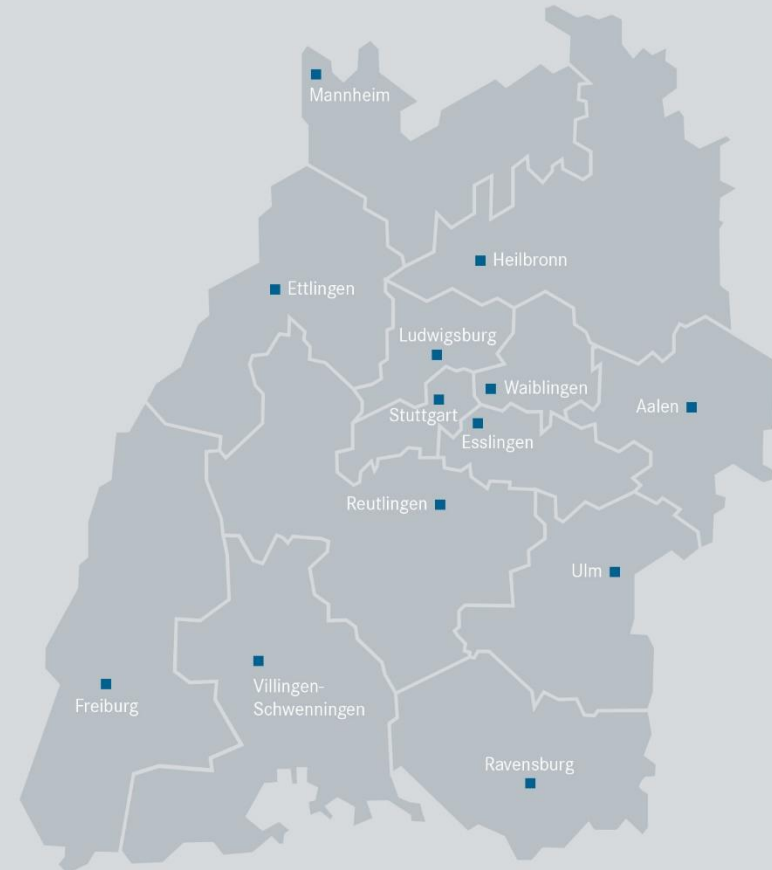 Mannheim
Heilbronn
Ettlingen
Ludwigsburg
Waiblingen
Aalen
Stuttgart
Esslingen
Reutlingen
Ulm
Villingen-
Schwenningen
Freiburg
Ravensburg